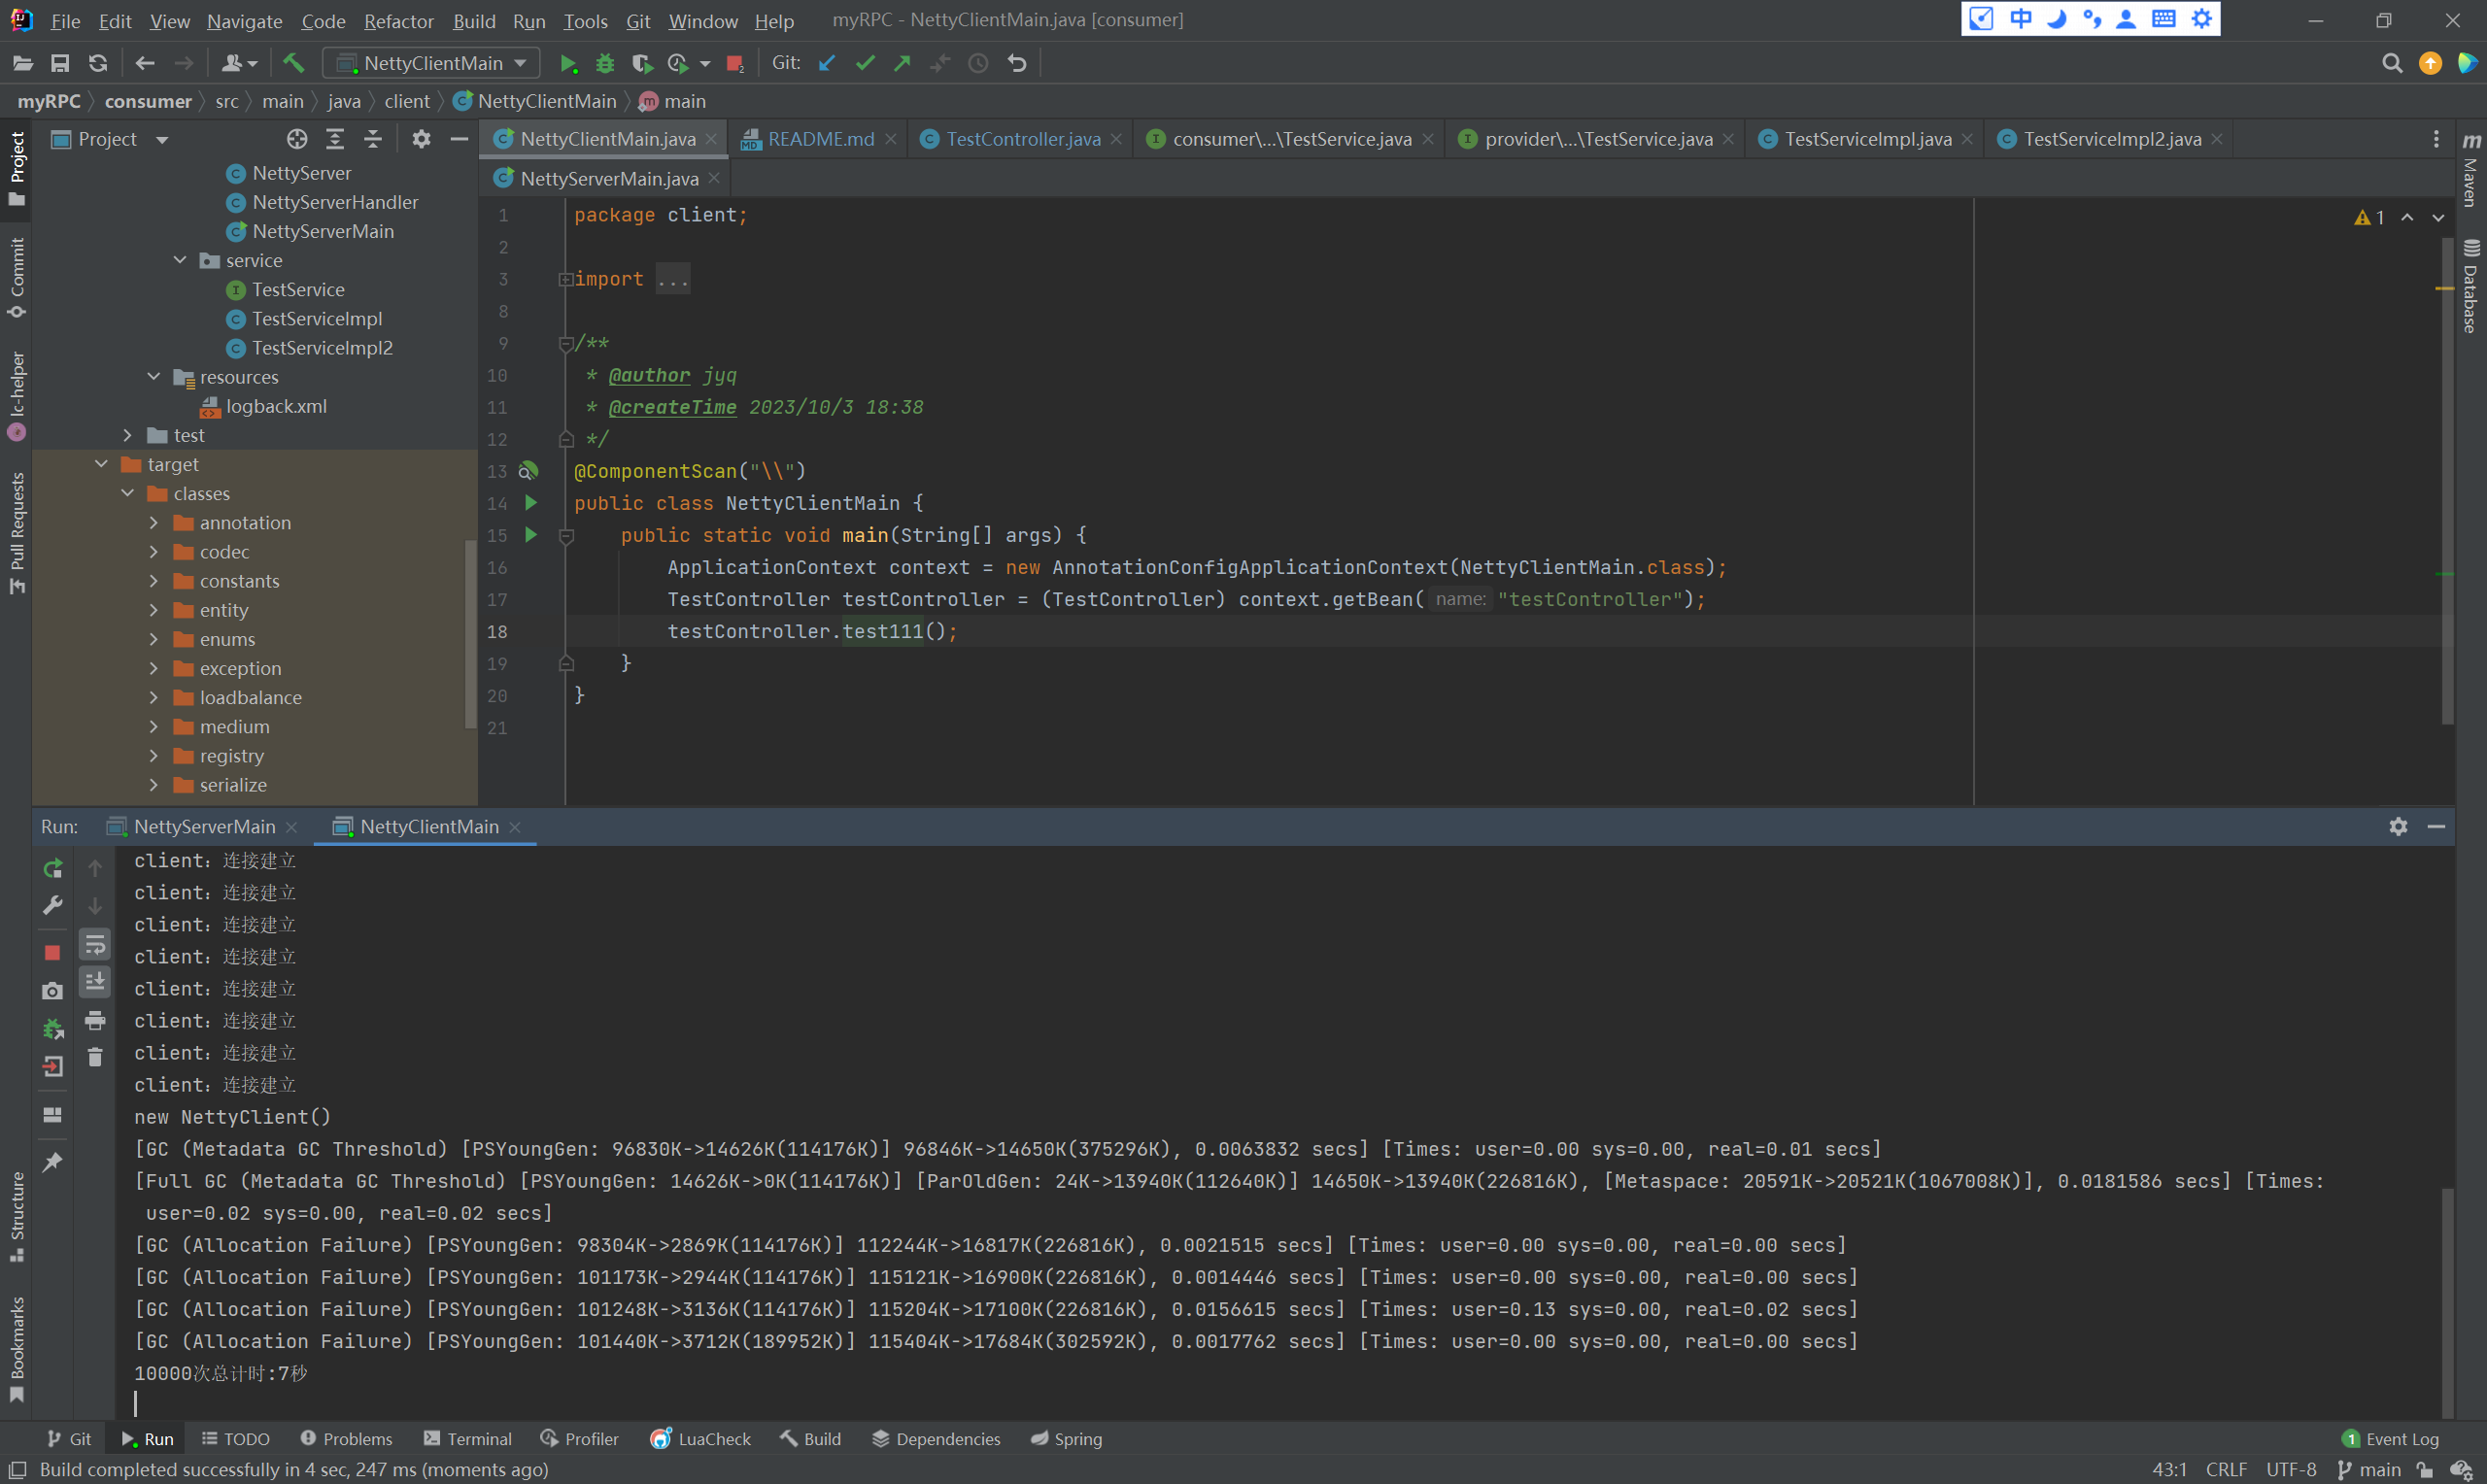 File Edit View Navigate Code Refactor Build Run Tools Git Window Help myRPC - NettyClientMain.java [consumer] 中
NettyClientMain 2 Git:
myRPC consumer src main java client NettyClientMain main
Project
NettyClientMain.java README.md TestController.java consumer\...\TestService.java provider\...\TestService.java TestServiceImpl.java TestServiceImpl2.java
NettyServerMain.java
NettyServer
NettyServerHandler
NettyServerMain
service
TestService
TestServiceImpl
TestServiceImpl2
resources
logback.xml
test
target
classes
annotation
codec
constants
entity
enums
exception
loadbalance
medium
registry
serialize
Project
Commit
lc-helper
Pull Requests
Structure
Bookmarks
1 package client;
2
3 import ...
8
9 /**
10 * @author jyq
11 * @createTime 2023/10/3 18:38
12 */
13 @ComponentScan("\\")
14 public class NettyClientMain {
15 public static void main(String[] args) {
16 ApplicationContext context = new AnnotationConfigApplicationContext(NettyClientMain.class);
17 TestController testController = (TestController) context.getBean( name: "testController");
18 testController.test111();
19 }
20 }
21
1
Maven
Database
Run: NettyServerMain NettyClientMain
client：连接建立
client：连接建立
client：连接建立
client：连接建立
client：连接建立
client：连接建立
client：连接建立
client：连接建立
new NettyClient()
[GC (Metadata GC Threshold) [PSYoungGen: 96830K->14626K(114176K)] 96846K->14650K(375296K), 0.0063832 secs] [Times: user=0.00 sys=0.00, real=0.01 secs]
[Full GC (Metadata GC Threshold) [PSYoungGen: 14626K->0K(114176K)] [ParOldGen: 24K->13940K(112640K)] 14650K->13940K(226816K), [Metaspace: 20591K->20521K(1067008K)], 0.0181586 secs] [Times:
user=0.02 sys=0.00, real=0.02 secs]
[GC (Allocation Failure) [PSYoungGen: 98304K->2869K(114176K)] 112244K->16817K(226816K), 0.0021515 secs] [Times: user=0.00 sys=0.00, real=0.00 secs]
[GC (Allocation Failure) [PSYoungGen: 101173K->2944K(114176K)] 115121K->16900K(226816K), 0.0014446 secs] [Times: user=0.00 sys=0.00, real=0.00 secs]
[GC (Allocation Failure) [PSYoungGen: 101248K->3136K(114176K)] 115204K->17100K(226816K), 0.0156615 secs] [Times: user=0.13 sys=0.00, real=0.02 secs]
[GC (Allocation Failure) [PSYoungGen: 101440K->3712K(189952K)] 115404K->17684K(302592K), 0.0017762 secs] [Times: user=0.00 sys=0.00, real=0.00 secs]
10000次总计时:7秒
Git Run TODO Problems Terminal Profiler LuaCheck Build Dependencies Spring 1 Event Log
Build completed successfully in 4 sec, 247 ms (moments ago) 43:1 CRLF UTF-8 main